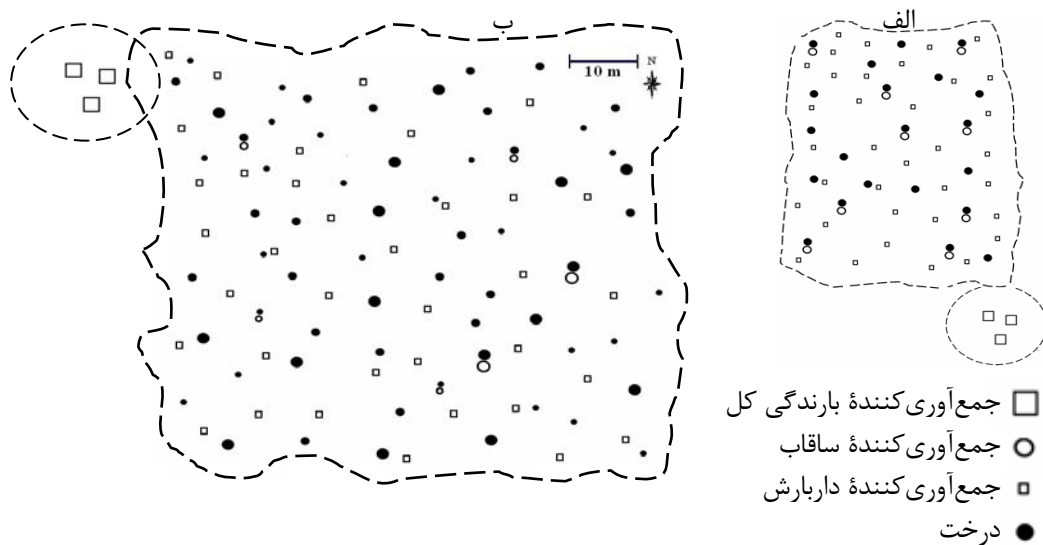 ب
الف
N
10 m
جمع‌آوری‌کنندهٔ بارندگی کل
جمع‌آوری‌کنندهٔ ساقاب
جمع‌آوری‌کنندهٔ داربارش
درخت